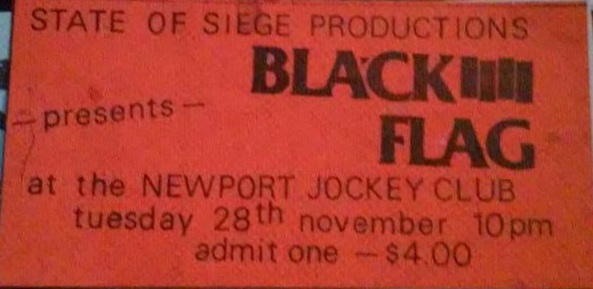 STATE OF SIEGE PRODUCTIONS
BLACK
– presents –
FLAG
at the NEWPORT JOCKEY CLUB
tuesday 28th november 10pm
admit one – $4.00